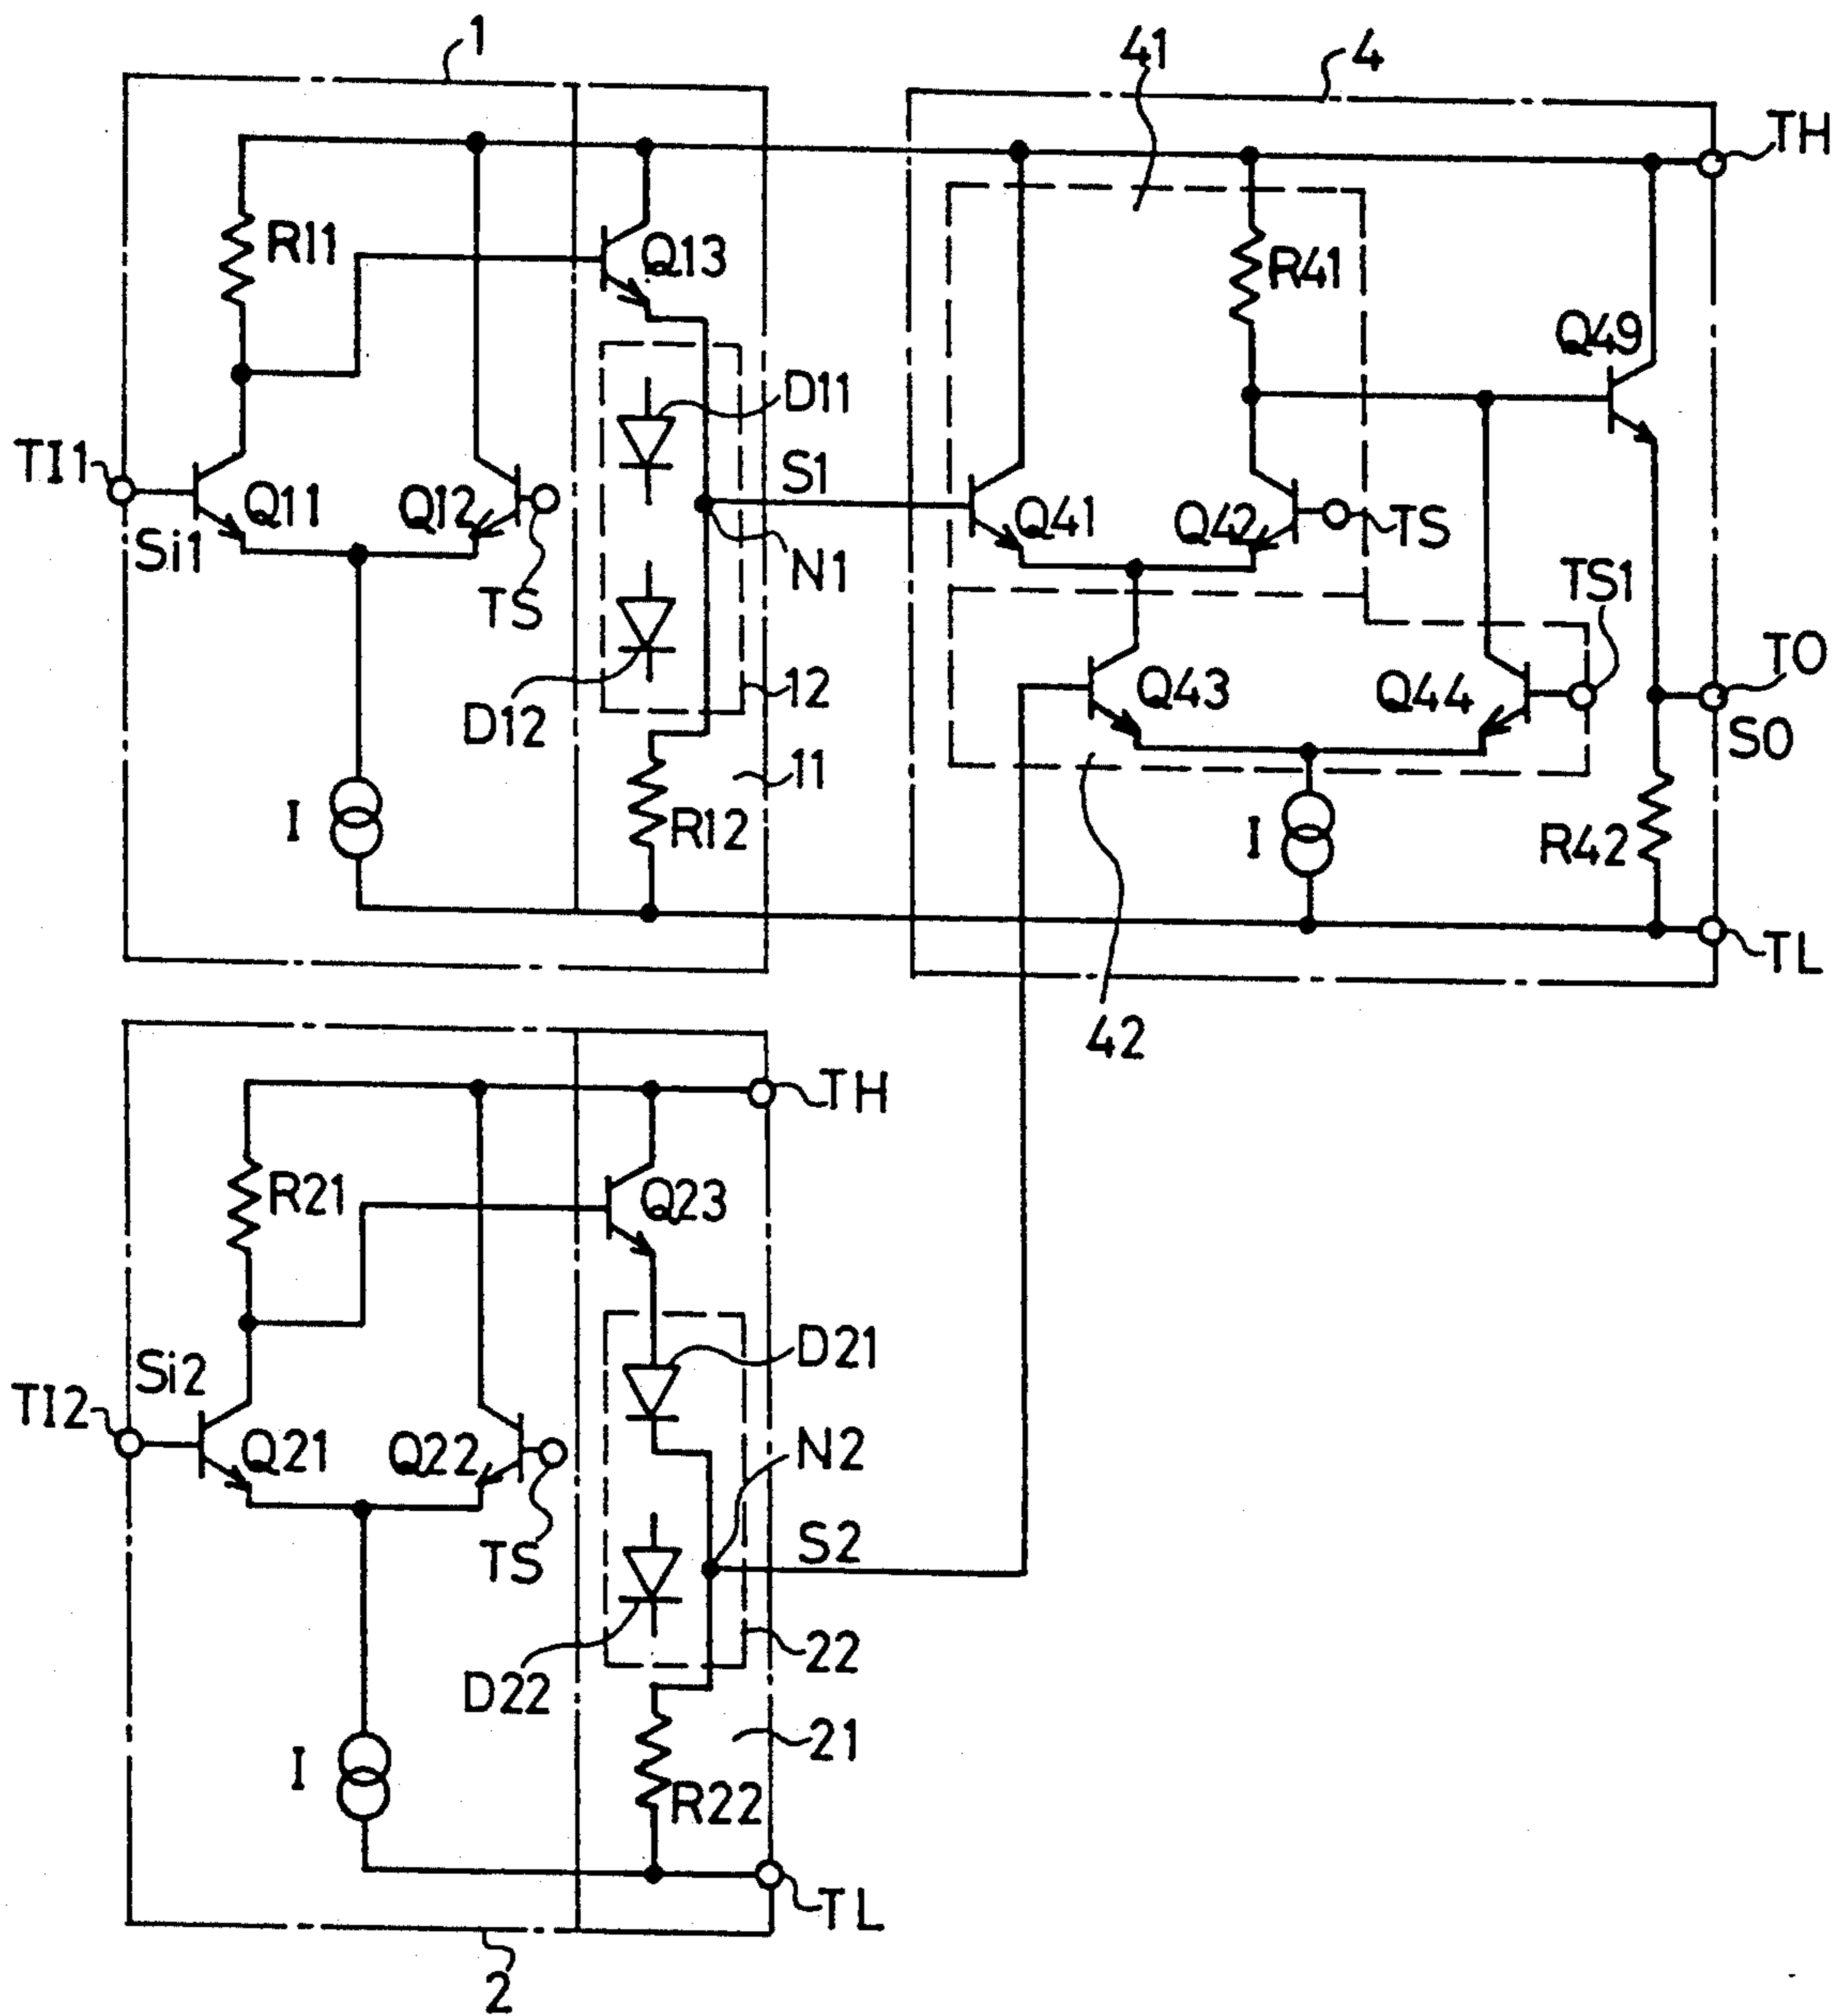 1
41
4
TH
R11
Q13
R41
Q49
D11
TI1
S1
Q11
Q12
Q41
Q42
TS
Si1
N1
TS
TS1
Q43
Q44
TO
D12
12
SO
11
I
R12
I
R42
TL
42
TH
R21
Q23
D21
Si2
TI2
N2
Q21
Q22
S2
TS
22
D22
21
I
R22
TL
2